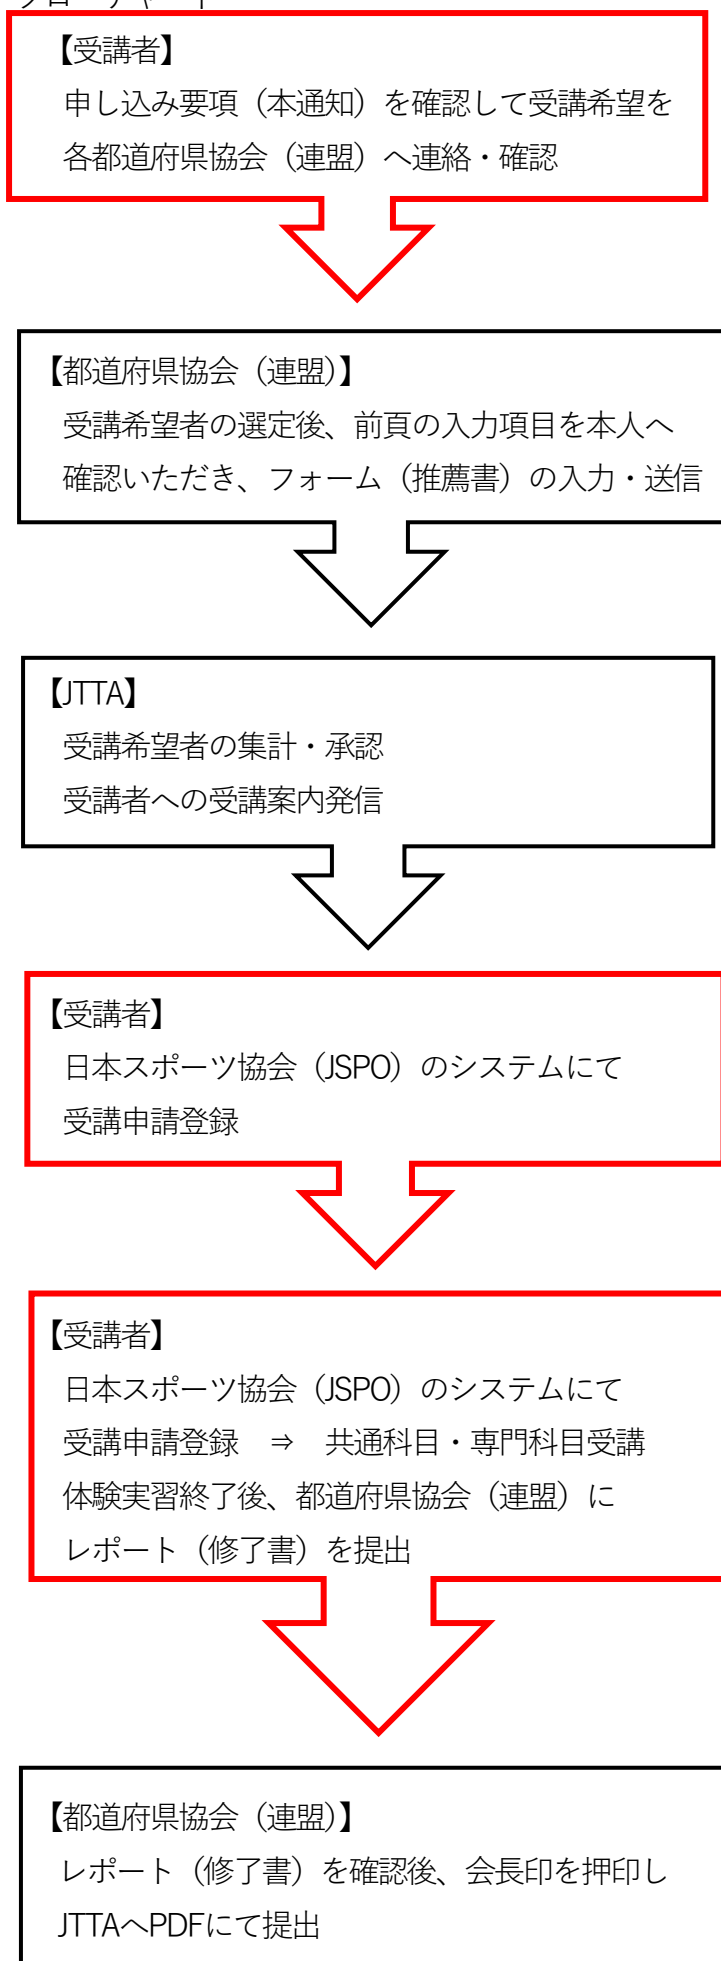 フローチャート
【受講者】
申し込み要項（本通知）を確認して受講希望を
各都道府県協会（連盟）へ連絡・確認
【都道府県協会（連盟）】
受講希望者の選定後、前頁の入力項目を本人へ
確認いただき、フォーム（推薦書）の入力・送信
【JTTA】
受講希望者の集計・承認
受講者への受講案内発信
【受講者】
日本スポーツ協会（JSPO）のシステムにて
受講申請登録
【受講者】
日本スポーツ協会（JSPO）のシステムにて
受講申請登録　⇒　共通科目・専門科目受講
体験実習終了後、都道府県協会（連盟）に
レポート（修了書）を提出
【都道府県協会（連盟）】
レポート（修了書）を確認後、会長印を押印し
JTTAへPDFにて提出